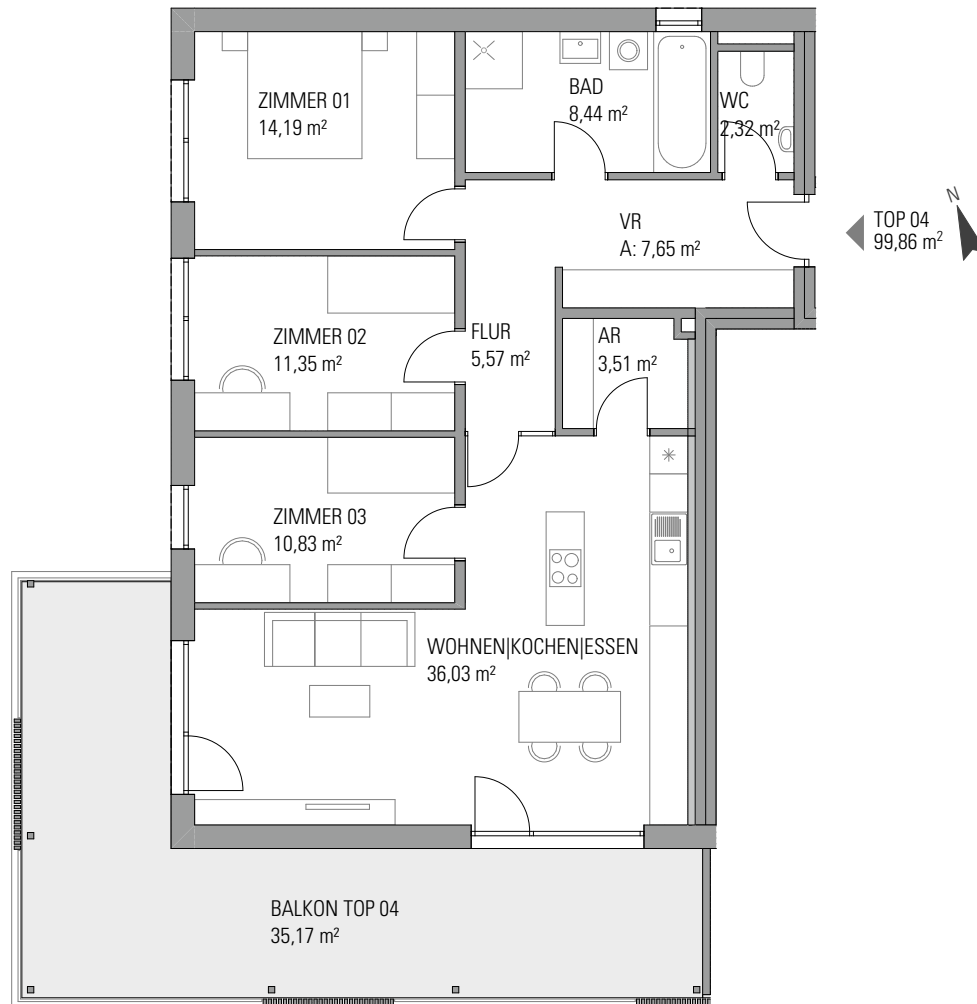 ZIMMER 01
14,19 m²
BAD
8,44 m²
WC
2,32 m²
VR
A: 7,65 m²
TOP 04
99,86 m²
N
ZIMMER 02
11,35 m²
FLUR
5,57 m²
AR
3,51 m²
ZIMMER 03
10,83 m²
WOHNEN|KOCHEN|ESSEN
36,03 m²
BALKON TOP 04
35,17 m²